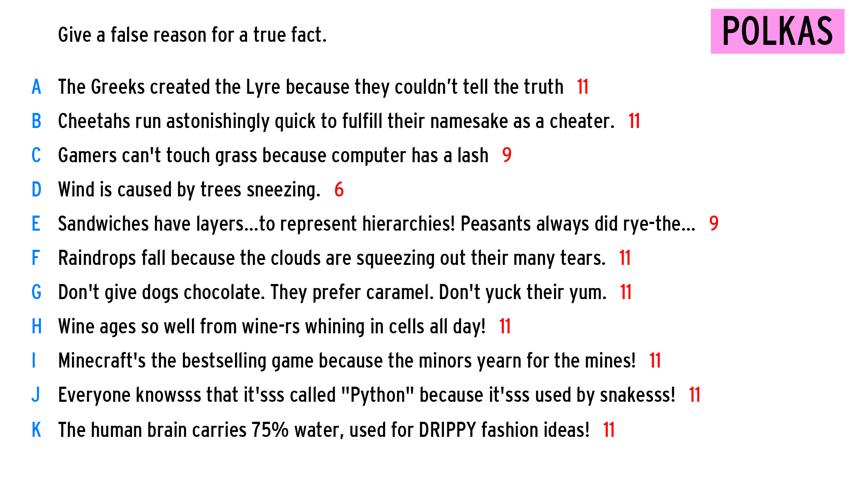 Give a false reason for a true fact.
POLKAS
A The Greeks created the Lyre because they couldn't tell the truth 11
B Cheetahs run astonishingly quick to fulfill their namesake as a cheater. 11
C Gamers can't touch grass because computer has a lash 9
D Wind is caused by trees sneezing. 6
E Sandwiches have layers...to represent hierarchies! Peasants always did rye-the... 9
F Raindrops fall because the clouds are squeezing out their many tears. 11
G Don't give dogs chocolate. They prefer caramel. Don't yuck their yum. 11
H Wine ages so well from wine-rs whining in cells all day! 11
I Minecraft's the bestselling game because the minors yearn for the mines! 11
J Everyone knowsss that it'sss called "Python" because it'sss used by snakesss! 11
K The human brain carries 75% water, used for DRIPPY fashion ideas! 11